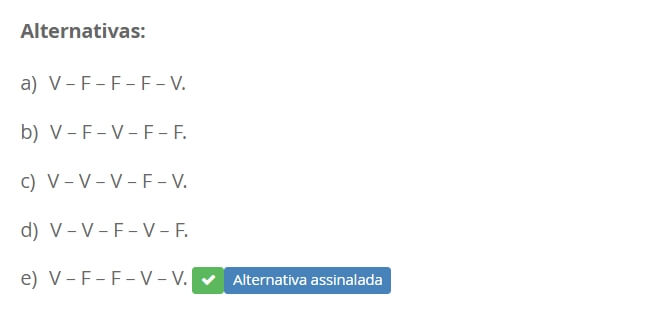 Alternativas:
a) V – F – F – F – V.
b) V – F – V – F – F.
c) V – V – V – F – V.
d) V – V – F – V – F.
e) V – F – F – V – V. Alternativa assinalada